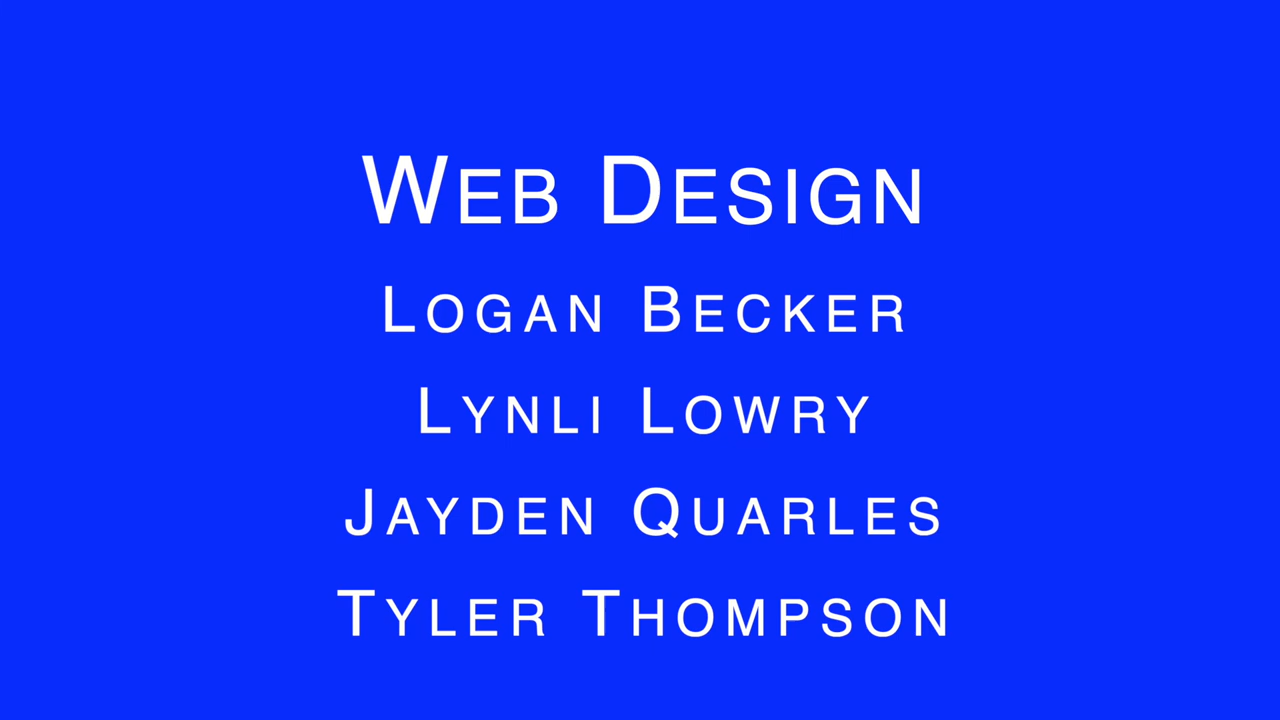 Web Design
Logan Becker
Lynli Lowry
Jayden Quarles
Tyler Thompson